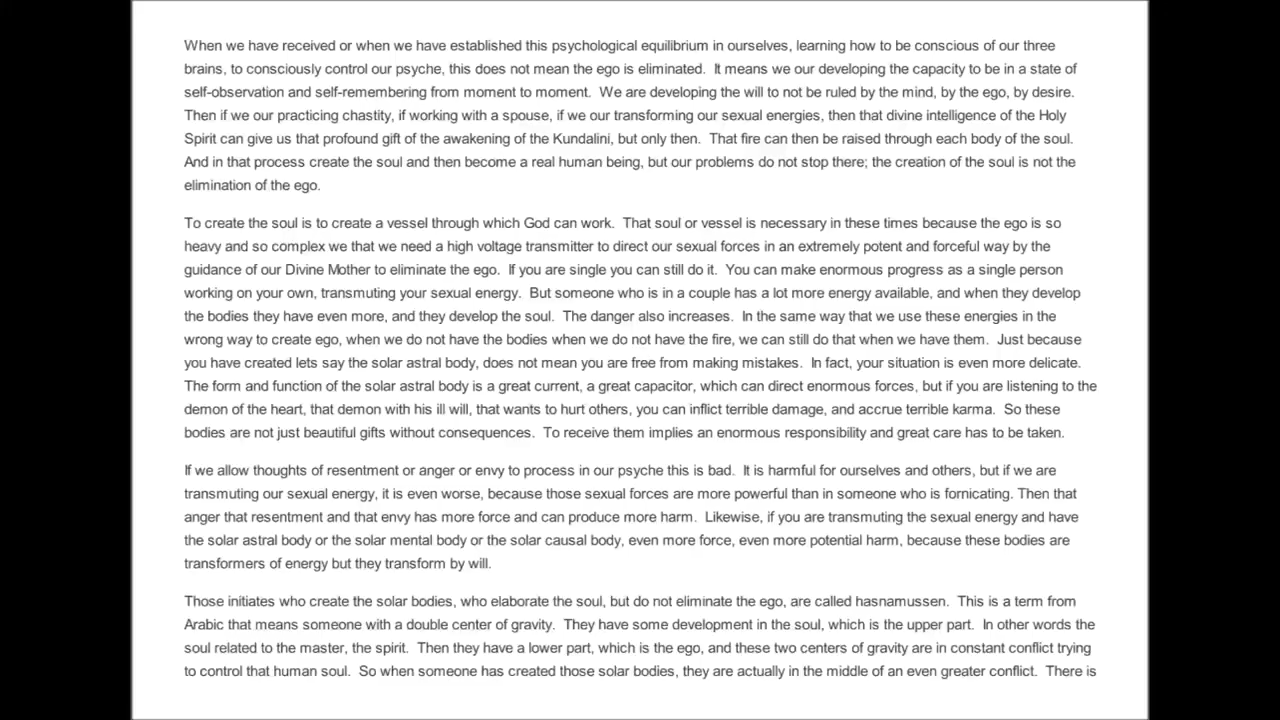 When we have received or when we have established this psychological equilibrium in ourselves, learning how to be conscious of our three
brains, to consciously control our psyche, this does not mean the ego is eliminated.  It means we our developing the capacity to be in a state of
self-observation and self-remembering from moment to moment.  We are developing the will to not be ruled by the mind, by the ego, by desire.
Then if we our practicing chastity, if working with a spouse, if we our transforming our sexual energies, then that divine intelligence of the Holy
Spirit can give us that profound gift of the awakening of the Kundalini, but only then.  That fire can then be raised through each body of the soul.
And in that process create the soul and then become a real human being, but our problems do not stop there; the creation of the soul is not the
elimination of the ego.
To create the soul is to create a vessel through which God can work.  That soul or vessel is necessary in these times because the ego is so
heavy and so complex we that we need a high voltage transmitter to direct our sexual forces in an extremely potent and forceful way by the
guidance of our Divine Mother to eliminate the ego.  If you are single you can still do it.  You can make enormous progress as a single person
working on your own, transmuting your sexual energy.  But someone who is in a couple has a lot more energy available, and when they develop
the bodies they have even more, and they develop the soul.  The danger also increases.  In the same way that we use these energies in the
wrong way to create ego, when we do not have the bodies when we do not have the fire, we can still do that when we have them.  Just because
you have created lets say the solar astral body, does not mean you are free from making mistakes.  In fact, your situation is even more delicate.
The form and function of the solar astral body is a great current, a great capacitor, which can direct enormous forces, but if you are listening to the
demon of the heart, that demon with his ill will, that wants to hurt others, you can inflict terrible damage, and accrue terrible karma.  So these
bodies are not just beautiful gifts without consequences.  To receive them implies an enormous responsibility and great care has to be taken.
If we allow thoughts of resentment or anger or envy to process in our psyche this is bad.  It is harmful for ourselves and others, but if we are
transmuting our sexual energy, it is even worse, because those sexual forces are more powerful than in someone who is fornicating. Then that
anger that resentment and that envy has more force and can produce more harm.  Likewise, if you are transmuting the sexual energy and have
the solar astral body or the solar mental body or the solar causal body, even more force, even more potential harm, because these bodies are
transformers of energy but they transform by will.
Those initiates who create the solar bodies, who elaborate the soul, but do not eliminate the ego, are called hasnamussen.  This is a term from
Arabic that means someone with a double center of gravity.  They have some development in the soul, which is the upper part.  In other words the
soul related to the master, the spirit.  Then they have a lower part, which is the ego, and these two centers of gravity are in constant conflict trying
to control that human soul.  So when someone has created those solar bodies, they are actually in the middle of an even greater conflict.  There is